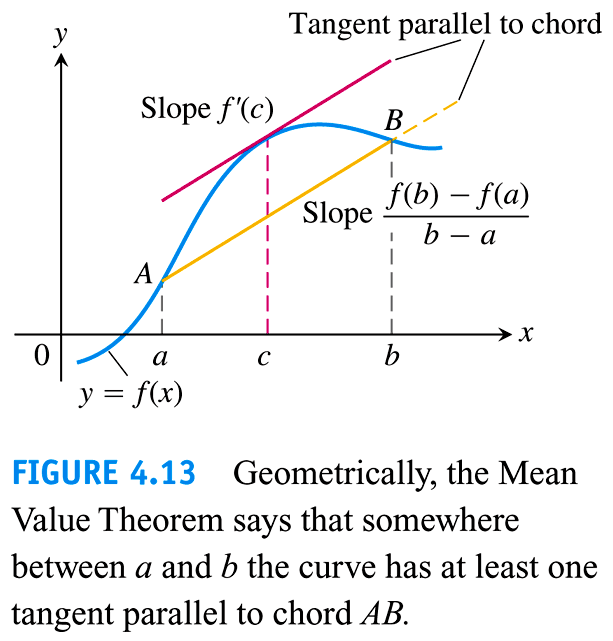 y
Tangent parallel to chord
Slope f′(c)
B
Slope f(b) − f(a) / b − a
A
0
a
c
b
x
y = f(x)
FIGURE 4.13 Geometrically, the Mean
Value Theorem says that somewhere
between a and b the curve has at least one
tangent parallel to chord AB.